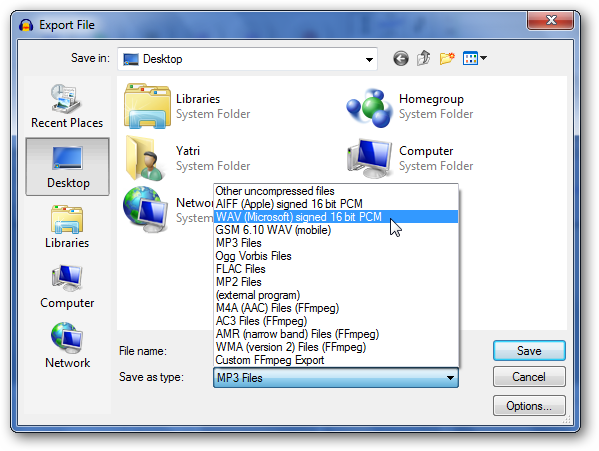 Export File
Save in:
Desktop
Recent Places
Desktop
Libraries
Computer
Network
Libraries
System Folder
Homegroup
System Folder
Yatri
System Folder
Computer
System Folder
Netwo
System
Other uncompressed files
AIFF (Apple) signed 16 bit PCM
WAV (Microsoft) signed 16 bit PCM
GSM 6.10 WAV (mobile)
MP3 Files
Ogg Vorbis Files
FLAC Files
MP2 Files
(external program)
M4A (AAC) Files (FFmpeg)
AC3 Files (FFmpeg)
AMR (narrow band) Files (FFmpeg)
WMA (version 2) Files (FFmpeg)
Custom FFmpeg Export
File name:
Save as type:
MP3 Files
Save
Cancel
Options...